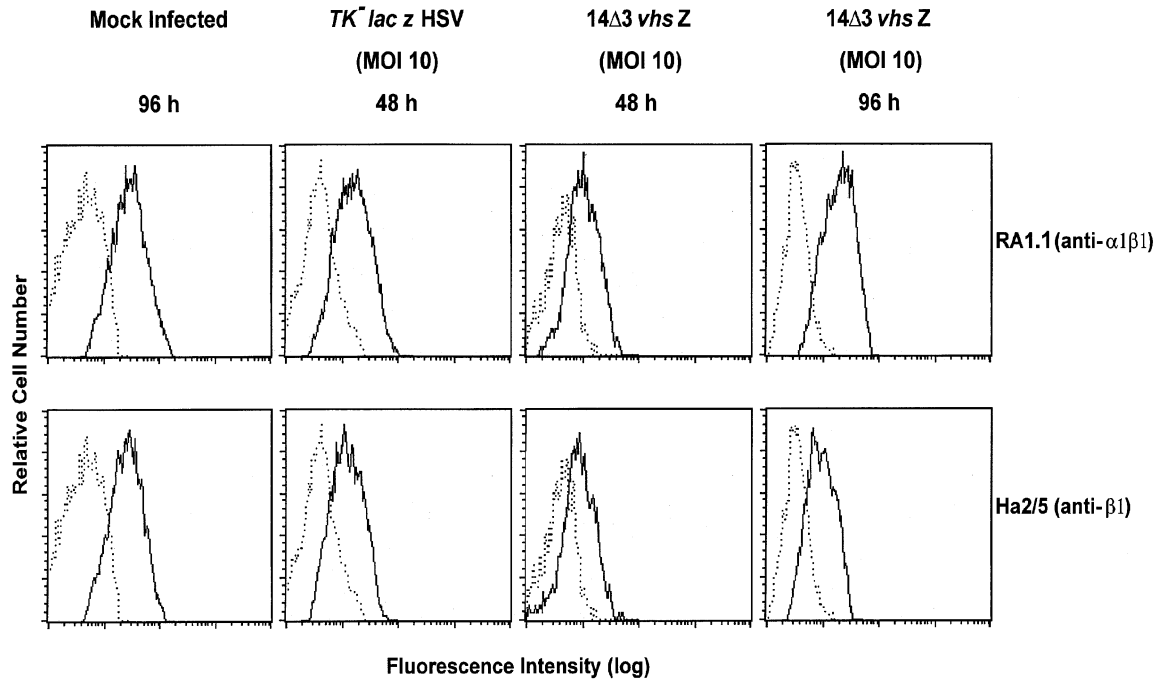 Mock Infected
TK⁻ lac z HSV
14Δ3 vhs Z
14Δ3 vhs Z
(MOI 10)
(MOI 10)
(MOI 10)
96 h
48 h
48 h
96 h
Relative Cell Number
RA1.1 (anti-α1β1)
Ha2/5 (anti-β1)
Fluorescence Intensity (log)